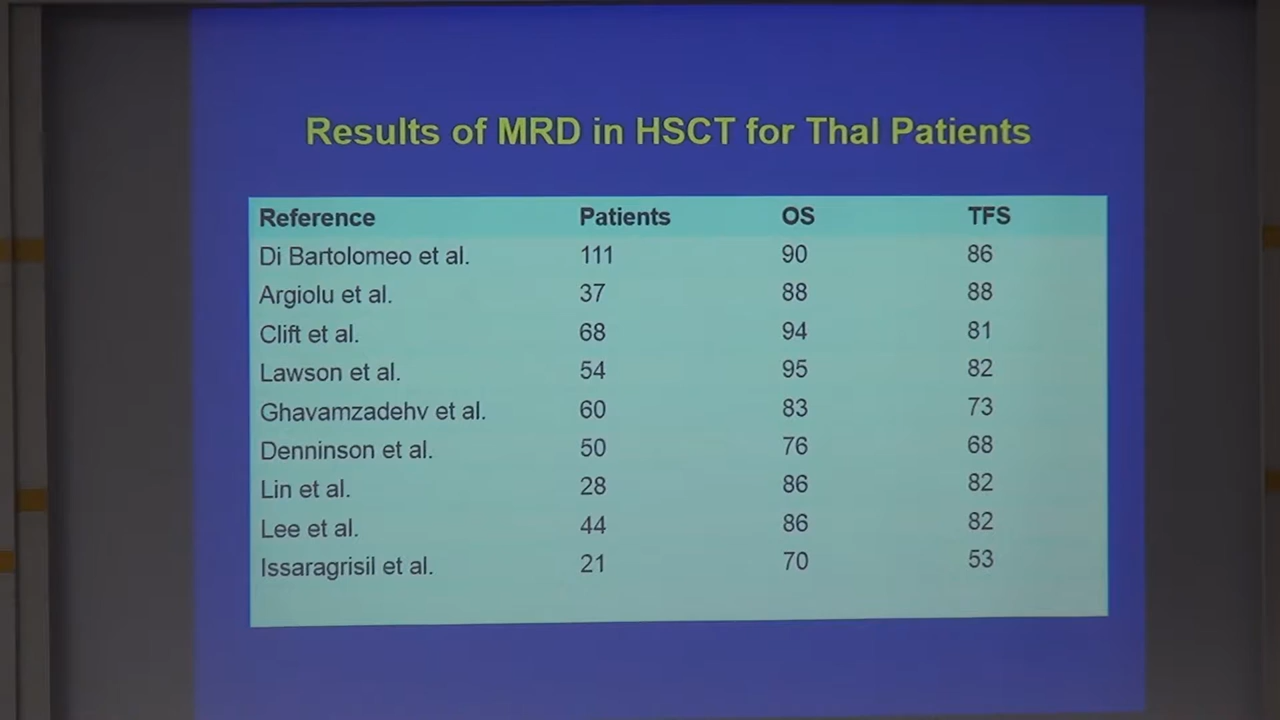 Results of MRD in HSCT for Thal Patients
Reference Patients OS TFS
Di Bartolomeo et al. 111 90 86
Argiolu et al. 37 88 88
Clift et al. 68 94 81
Lawson et al. 54 95 82
Ghavamzadehv et al. 60 83 73
Denninson et al. 50 76 68
Lin et al. 28 86 82
Lee et al. 44 86 82
Issaragrisil et al. 21 70 53